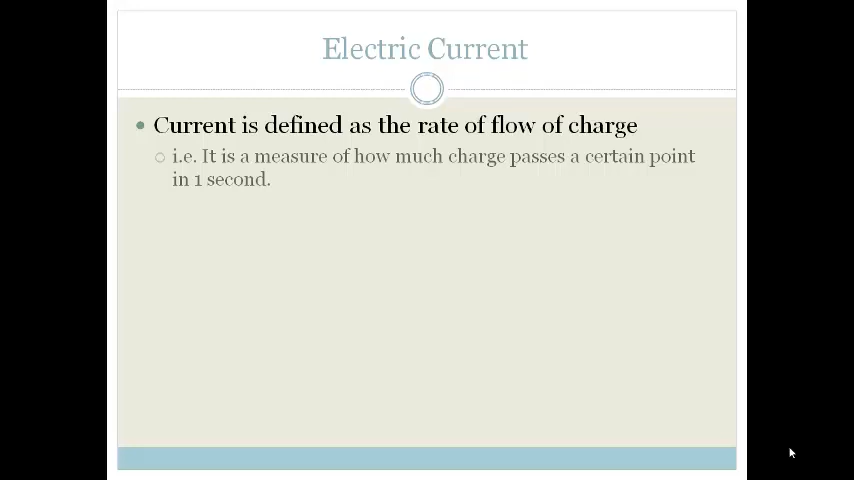 Electric Current
Current is defined as the rate of flow of charge
i.e. It is a measure of how much charge passes a certain point
in 1 second.